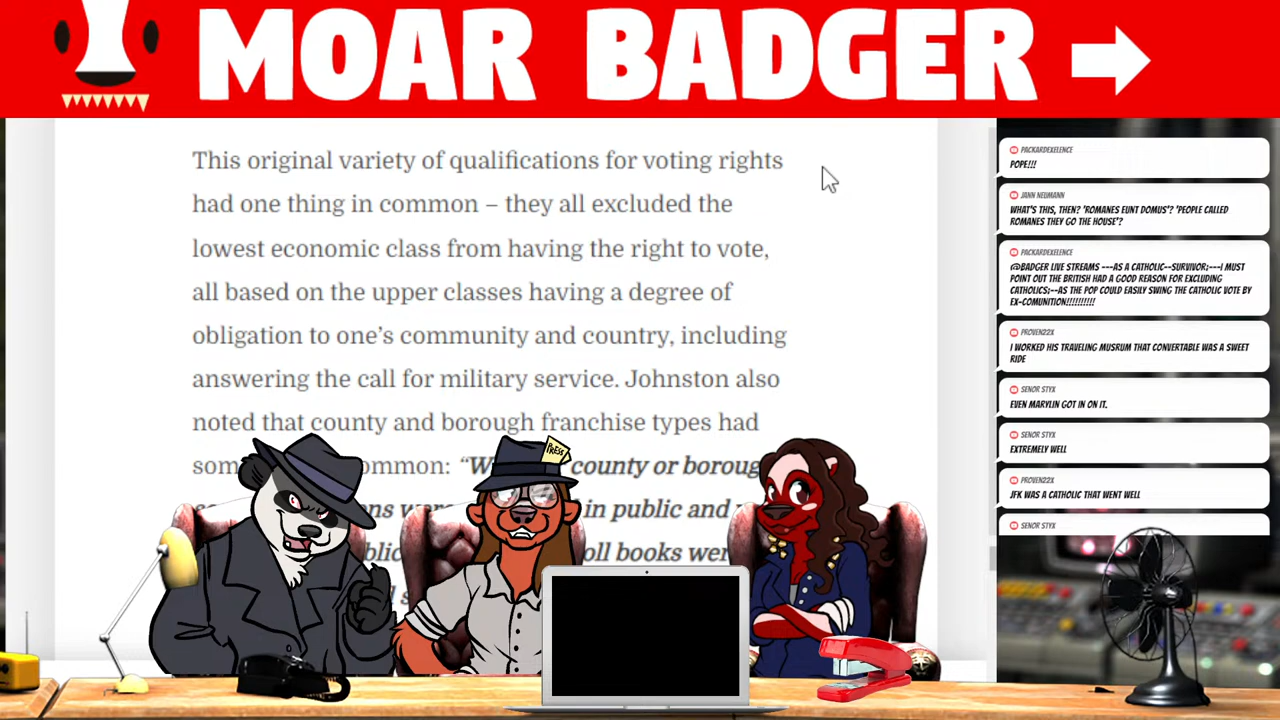 MOAR BADGER
This original variety of qualifications for voting rights
had one thing in common – they all excluded the
lowest economic class from having the right to vote,
all based on the upper classes having a degree of
obligation to one's community and country, including
answering the call for military service. Johnston also
noted that county and borough franchise types had
common: county or
in public and
books
PRESS
PACKARDEXELENCE
POPE!!!
JANN NEUMANN
WHAT'S THIS, THEN? 'ROMANES EUNT DOMUS'? 'PEOPLE CALLED
ROMANES THEY GO THE HOUSE'?
PACKARDEXELENCE
@BADGER LIVE STREAMS ---AS A CATHOLIC--SURVIVOR;---I MUST
POINT OUT THE BRITISH HAD A GOOD REASON FOR EXCLUDING
CATHOLICS;--AS THE POP COULD EASILY SWING THE CATHOLIC VOTE BY
EX-COMUNITION!!!!!!!!!!
PROVEN22X
I WORKED HIS TRAVELING MUSRUM THAT CONVERTABLE WAS A SWEET
RIDE
SENOR STYX
EVEN MARYLIN GOT IN ON IT.
SENOR STYX
EXTREMELY WELL
PROVEN22X
JFK WAS A CATHOLIC THAT WENT WELL
SENOR STYX